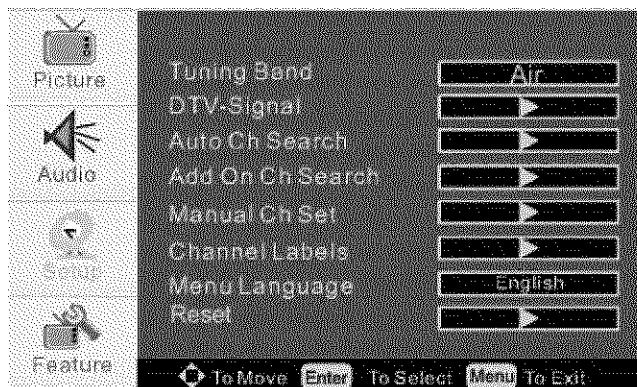 Picture
Audio
Setup
Feature
Tuning Band Air
DTV-Signal
Auto Ch Search
Add On Ch Search
Manual Ch Set
Channel Labels
Menu Language English
Reset
To Move Enter To Select Menu To Exit